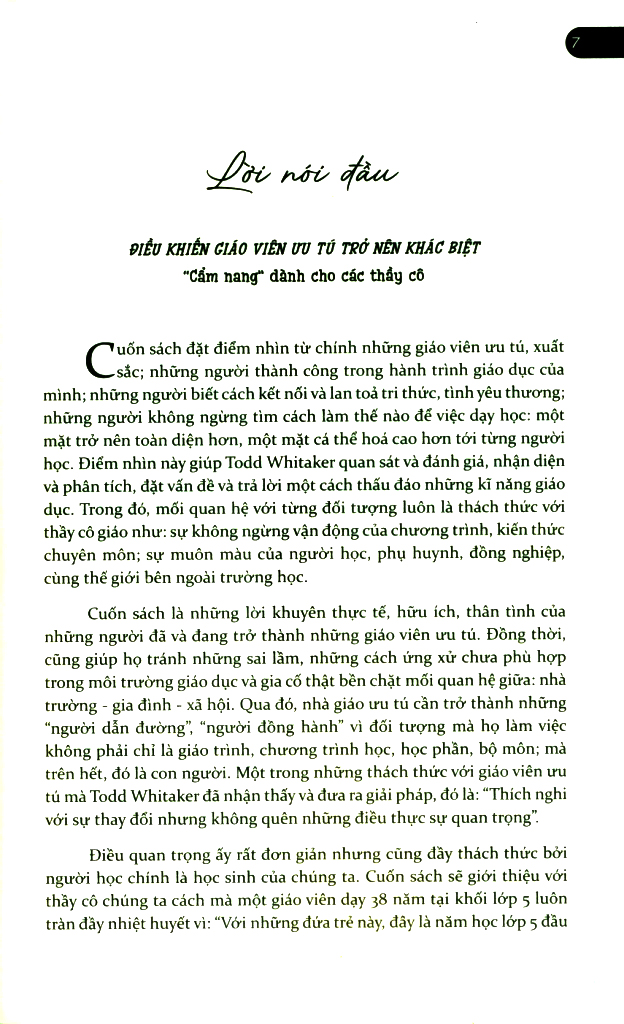 7
Lời nói đầu
ĐIỀU KHIẾN GIÁO VIÊN ƯU TÚ TRỞ NÊN KHÁC BIỆT
"Cẩm nang" dành cho các thầy cô
Cuốn sách đặt điểm nhìn từ chính những giáo viên ưu tú, xuất
sắc; những người thành công trong hành trình giáo dục của
mình; những người biết cách kết nối và lan toả tri thức, tình yêu thương;
những người không ngừng tìm cách làm thế nào để việc dạy học: một
mặt trở nên toàn diện hơn, một mặt cá thể hoá cao hơn tới từng người
học. Điểm nhìn này giúp Todd Whitaker quan sát và đánh giá, nhận diện
và phân tích, đặt vấn đề và trả lời một cách thấu đáo những kĩ năng giáo
dục. Trong đó, mối quan hệ với từng đối tượng luôn là thách thức với
thầy cô giáo như: sự không ngừng vận động của chương trình, kiến thức
chuyên môn; sự muôn màu của người học, phụ huynh, đồng nghiệp,
cùng thế giới bên ngoài trường học.
Cuốn sách là những lời khuyên thực tế, hữu ích, thân tình của
những người đã và đang trở thành những giáo viên ưu tú. Đồng thời,
cũng giúp họ tránh những sai lầm, những cách ứng xử chưa phù hợp
trong môi trường giáo dục và gia cố thật bền chặt mối quan hệ giữa: nhà
trường - gia đình - xã hội. Qua đó, nhà giáo ưu tú cần trở thành những
"người dẫn đường", "người đồng hành" vì đối tượng mà họ làm việc
không phải chỉ là giáo trình, chương trình học, học phần, bộ môn; mà
trên hết, đó là con người. Một trong những thách thức với giáo viên ưu
tú mà Todd Whitaker đã nhận thấy và đưa ra giải pháp, đó là: "Thích nghi
với sự thay đổi nhưng không quên những điều thực sự quan trọng".
Điều quan trọng ấy rất đơn giản nhưng cũng đầy thách thức bởi
người học chính là học sinh của chúng ta. Cuốn sách sẽ giới thiệu với
thầy cô chúng ta cách mà một giáo viên dạy 38 năm tại khối lớp 5 luôn
tràn đầy nhiệt huyết vì: "Với những đứa trẻ này, đây là năm học lớp 5 đầu